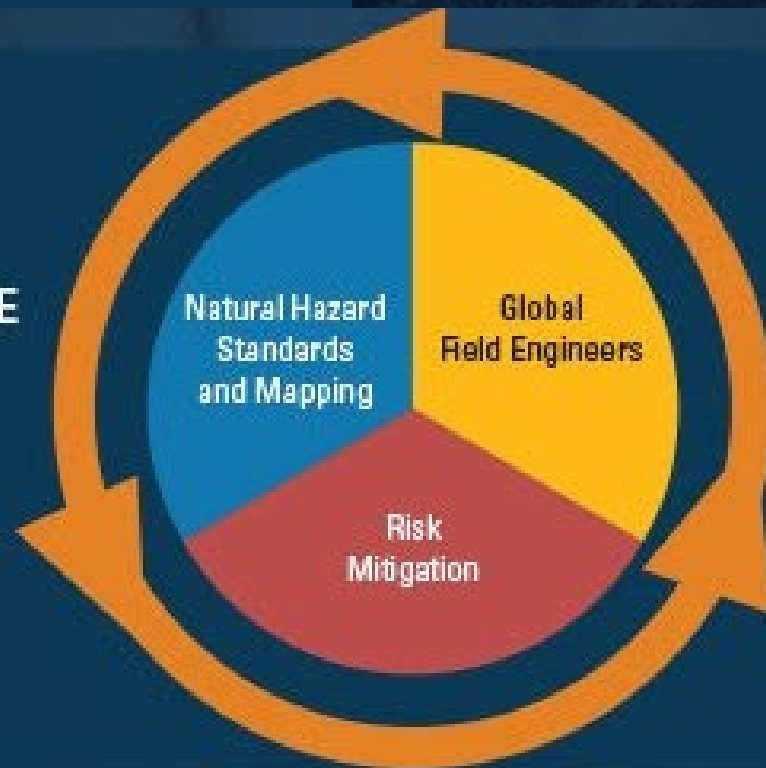 E
Natural Hazard
Standards
and Mapping
Global
Field Engineers
Risk
Mitigation